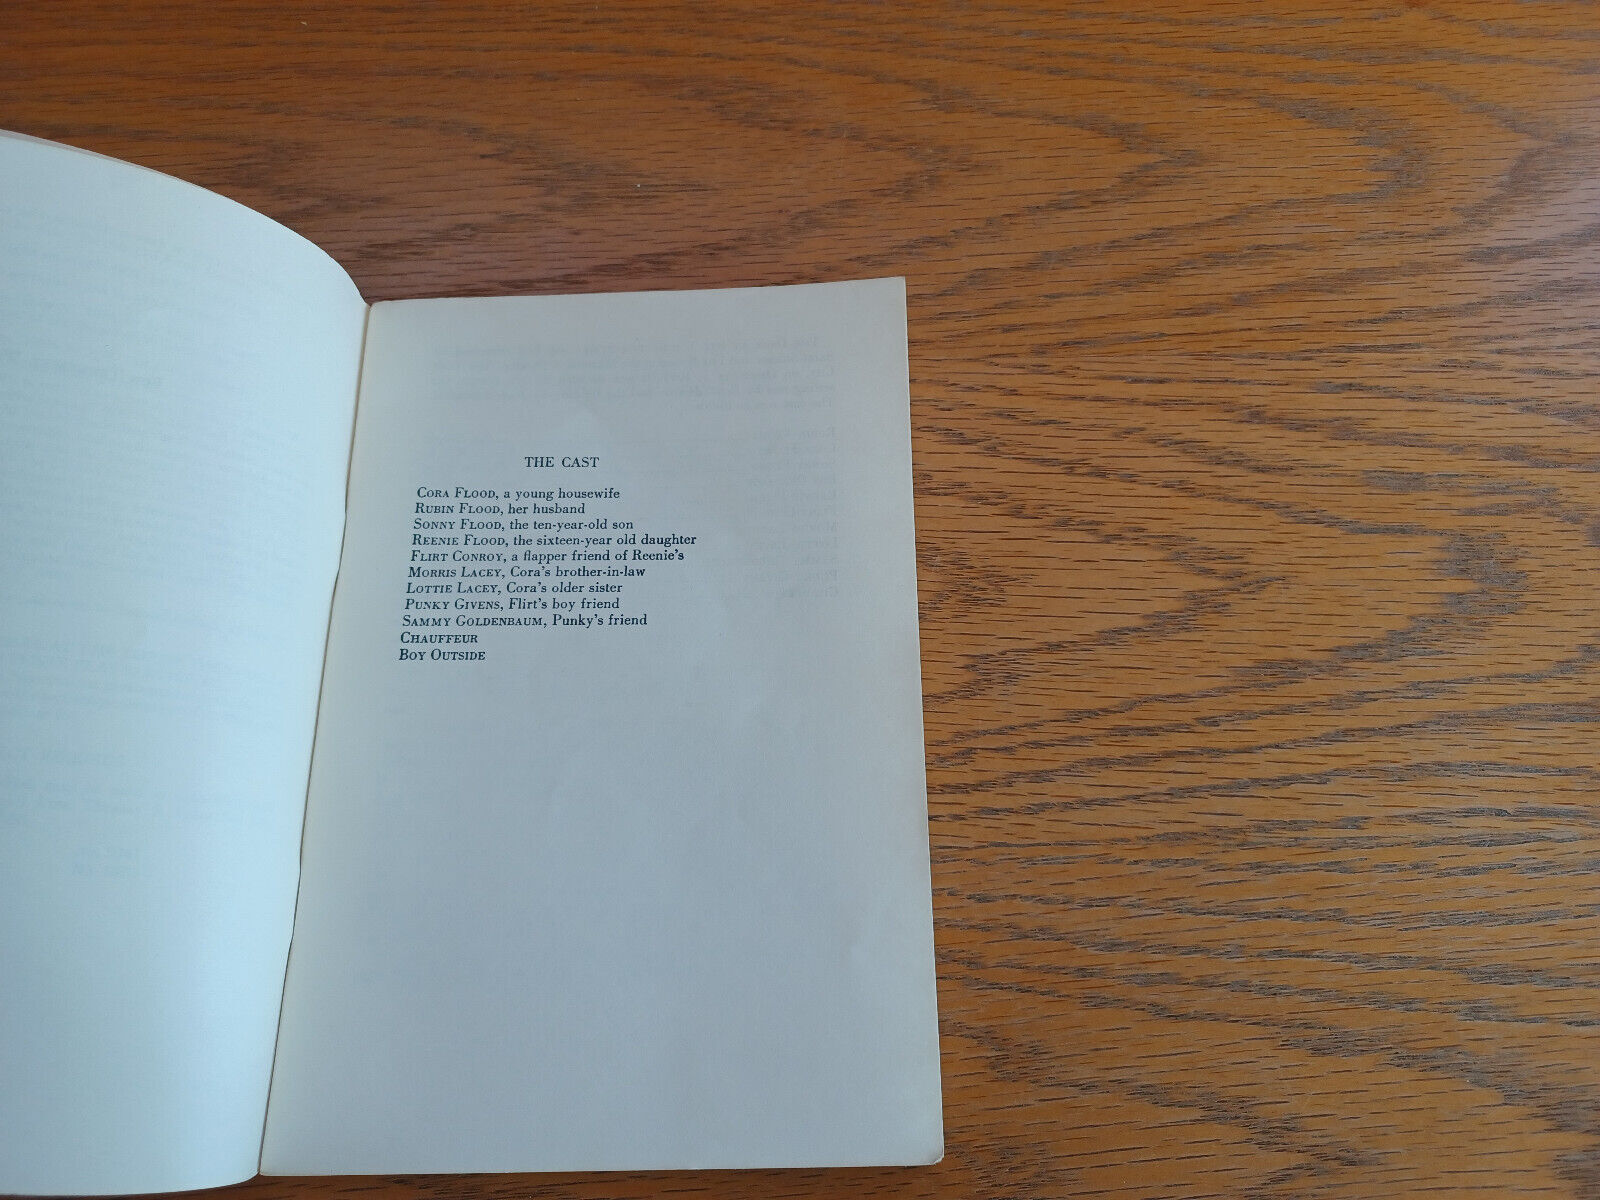 THE CAST
CORA FLOOD, a young housewife
RUBIN FLOOD, her husband
SONNY FLOOD, the ten-year-old son
REENIE FLOOD, the sixteen-year old daughter
FLIRT CONROY, a flapper friend of Reenie's
MORRIS LACEY, Cora's brother-in-law
LOTTIE LACEY, Cora's older sister
PUNKY GIVENS, Flirt's boy friend
SAMMY GOLDENBAUM, Punky's friend
CHAUFFEUR
BOY OUTSIDE